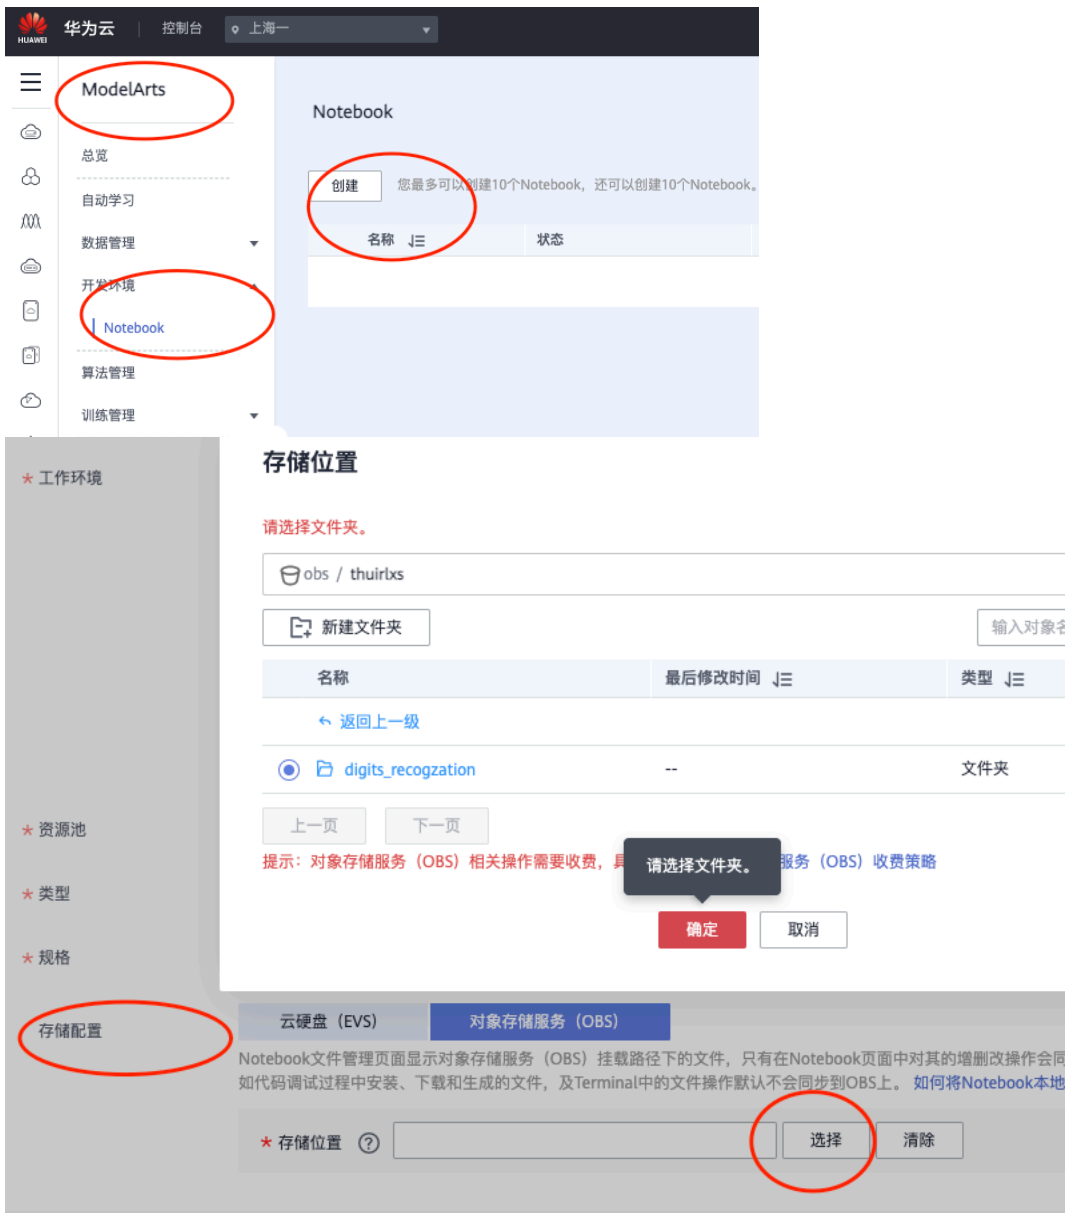 HUAWEI
华为云
控制台
上海一
ModelArts
总览
自动学习
数据管理
开发环境
Notebook
算法管理
训练管理
Notebook
创建
您最多可以创建10个Notebook，还可以创建10个Notebook。
名称
状态
工作环境
资源池
类型
规格
存储位置
请选择文件夹。
obs / thuirlxs
新建文件夹
输入对象名
名称
最后修改时间
类型
返回上一级
digits_recogzation
--
文件夹
上一页
下一页
提示：对象存储服务（OBS）相关操作需要收费，具
服务（OBS）收费策略
请选择文件夹。
确定
取消
存储配置
云硬盘（EVS）
对象存储服务（OBS）
Notebook文件管理页面显示对象存储服务（OBS）挂载路径下的文件，只有在Notebook页面中对其的增删改操作会同
如代码调试过程中安装、下载和生成的文件，及Terminal中的文件操作默认不会同步到OBS上。 如何将Notebook本地
* 存储位置
选择
清除